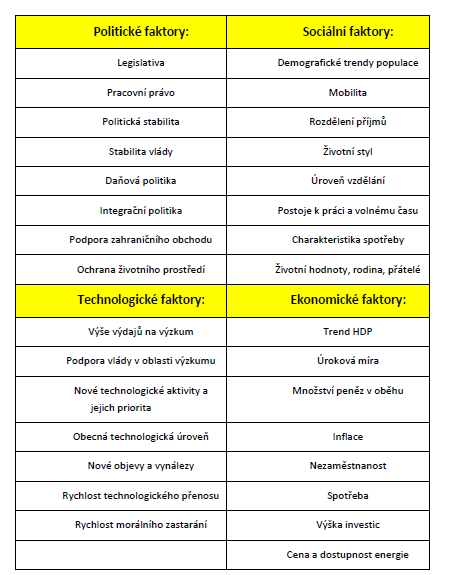 Politické faktory:
Sociální faktory:
Legislativa
Demografické trendy populace
Pracovní právo
Mobilita
Politická stabilita
Rozdělení příjmů
Stabilita vlády
Životní styl
Daňová politika
Úroveň vzdělání
Integrační politika
Postoje k práci a volnému času
Podpora zahraničního obchodu
Charakteristika spotřeby
Ochrana životního prostředí
Životní hodnoty, rodina, přátelé
Technologické faktory:
Ekonomické faktory:
Výše výdajů na výzkum
Trend HDP
Podpora vlády v oblasti výzkumu
Úroková míra
Nové technologické aktivity a
jejich priorita
Množství peněz v oběhu
Obecná technologická úroveň
Inflace
Nové objevy a vynálezy
Nezaměstnanost
Rychlost technologického přenosu
Spotřeba
Rychlost morálního zastarání
Výška investic
Cena a dostupnost energie